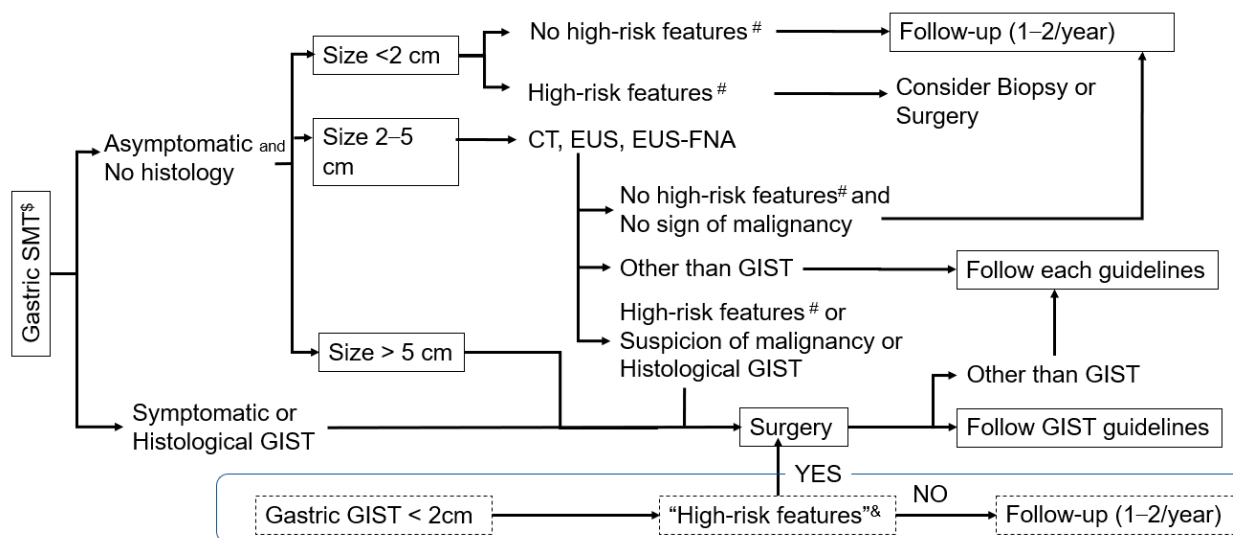 Gastric SMT$
Asymptomatic and
No histology
Size <2 cm
No high-risk features #
Follow-up (1–2/year)
High-risk features #
Consider Biopsy or
Surgery
Size 2–5
cm
CT, EUS, EUS-FNA
No high-risk features# and
No sign of malignancy
Other than GIST
Follow each guidelines
High-risk features # or
Suspicion of malignancy or
Histological GIST
Size > 5 cm
Other than GIST
Symptomatic or
Histological GIST
Surgery
Follow GIST guidelines
YES
Gastric GIST < 2cm
“High-risk features”&
NO
Follow-up (1–2/year)